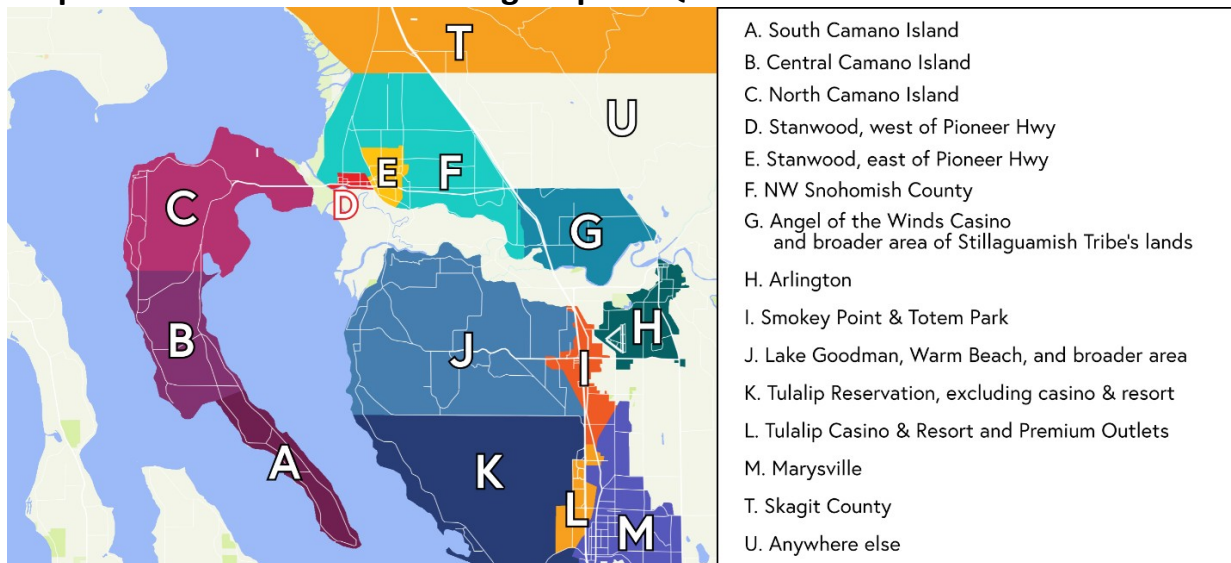 T
U
C
E
F
D
G
B
J
I
H
A
K
L
M
A. South Camano Island
B. Central Camano Island
C. North Camano Island
D. Stanwood, west of Pioneer Hwy
E. Stanwood, east of Pioneer Hwy
F. NW Snohomish County
G. Angel of the Winds Casino
and broader area of Stillaguamish Tribe's lands
H. Arlington
I. Smokey Point & Totem Park
J. Lake Goodman, Warm Beach, and broader area
K. Tulalip Reservation, excluding casino & resort
L. Tulalip Casino & Resort and Premium Outlets
M. Marysville
T. Skagit County
U. Anywhere else